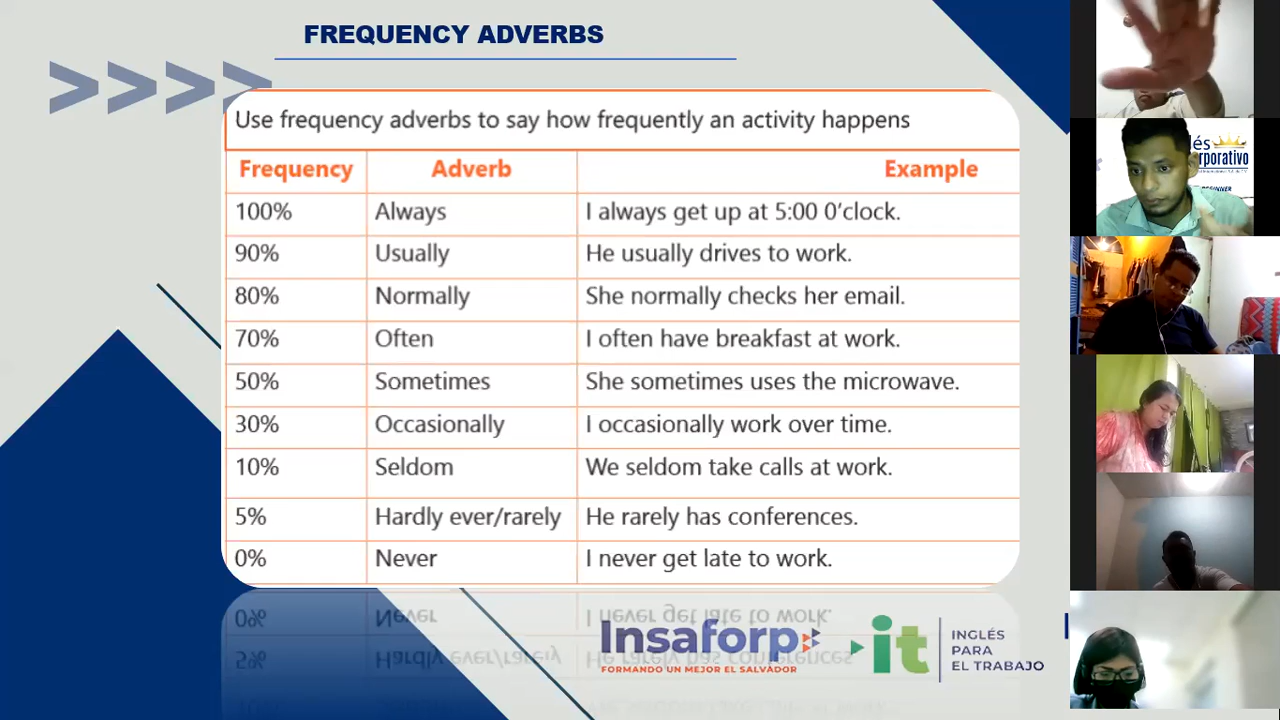 FREQUENCY ADVERBS
>>>>
Use frequency adverbs to say how frequently an activity happens
Frequency Adverb Example
100% Always I always get up at 5:00 0'clock.
90% Usually He usually drives to work.
80% Normally She normally checks her email.
70% Often I often have breakfast at work.
50% Sometimes She sometimes uses the microwave.
30% Occasionally I occasionally work over time.
10% Seldom We seldom take calls at work.
5% Hardly ever/rarely He rarely has conferences.
0% Never I never get late to work.
Insaforp
FORMANDO UN MEJOR EL SALVADOR
it
INGLÉS
PARA
EL TRABAJO